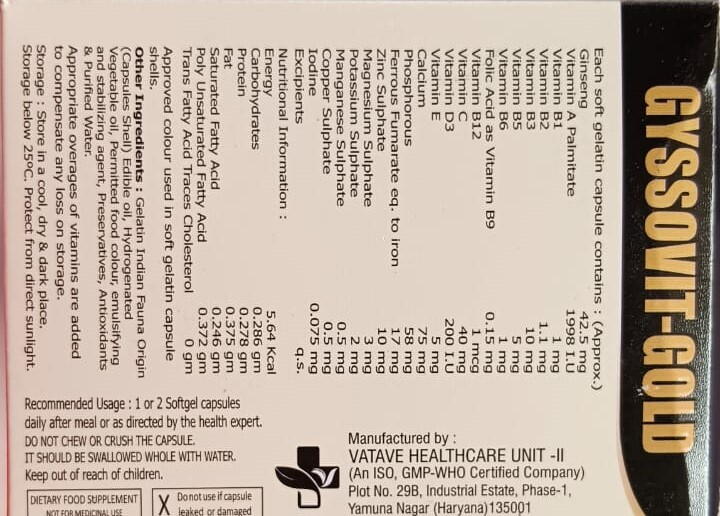 GYSSOVIT-GOLD
Each soft gelatin capsule contains : (Approx.)
Ginseng 42.5 mg
Vitamin A Palmitate 1998 I.U
Vitamin B1 1 mg
Vitamin B2 1.1 mg
Vitamin B3 10 mg
Vitamin B5 5 mg
Vitamin B6 1 mg
Folic Acid as Vitamin B9 0.15 mg
Vitamin B12 1 mcg
Vitamin C 40 mg
Vitamin D3 200 I.U
Vitamin E 5 mg
Calcium 75 mg
Phosphorous 58 mg
Ferrous Fumarate eq. to iron 17 mg
Zinc Sulphate 10 mg
Magnesium Sulphate 3 mg
Potassium Sulphate 2 mg
Manganese Sulphate 0.5 mg
Copper Sulphate 0.5 mg
Iodine 0.075 mg
Excipients q.s.
Nutritional Information :
Energy 5.64 Kcal
Carbohydrates 0.286 gm
Protein 0.278 gm
Fat 0.375 gm
Saturated Fatty Acid 0.246 gm
Poly Unsaturated Fatty Acid 0.372 gm
Trans Fatty Acid Traces Cholesterol 0 gm
Approved colour used in soft gelatin capsule
shells.
Other Ingredients : Gelatin Indian Fauna Origin
(Capsules (Shell) Edible oil, Hydrogenated
Vegetable oil, Permitted food colour, emulsifying
and stabilizing agent, Preservatives, Antioxidants
& Purified Water.
Appropriate overages of vitamins are added
to compensate any loss on storage.
Storage : Store in a cool, dry & dark place.
Storage below 25ºC. Protect from direct sunlight.
Recommended Usage : 1 or 2 Softgel capsules
daily after meal or as directed by the health expert.
DO NOT CHEW OR CRUSH THE CAPSULE.
IT SHOULD BE SWALLOWED WHOLE WITH WATER.
Keep out of reach of children.
DIETARY FOOD SUPPLEMENT
NOT FOR MEDICINAL USE
X Do not use if capsule
leaked or damaged
Manufactured by :
VATAVE HEALTHCARE UNIT -II
(An ISO, GMP-WHO Certified Company)
Plot No. 29B, Industrial Estate, Phase-1,
Yamuna Nagar (Haryana)135001